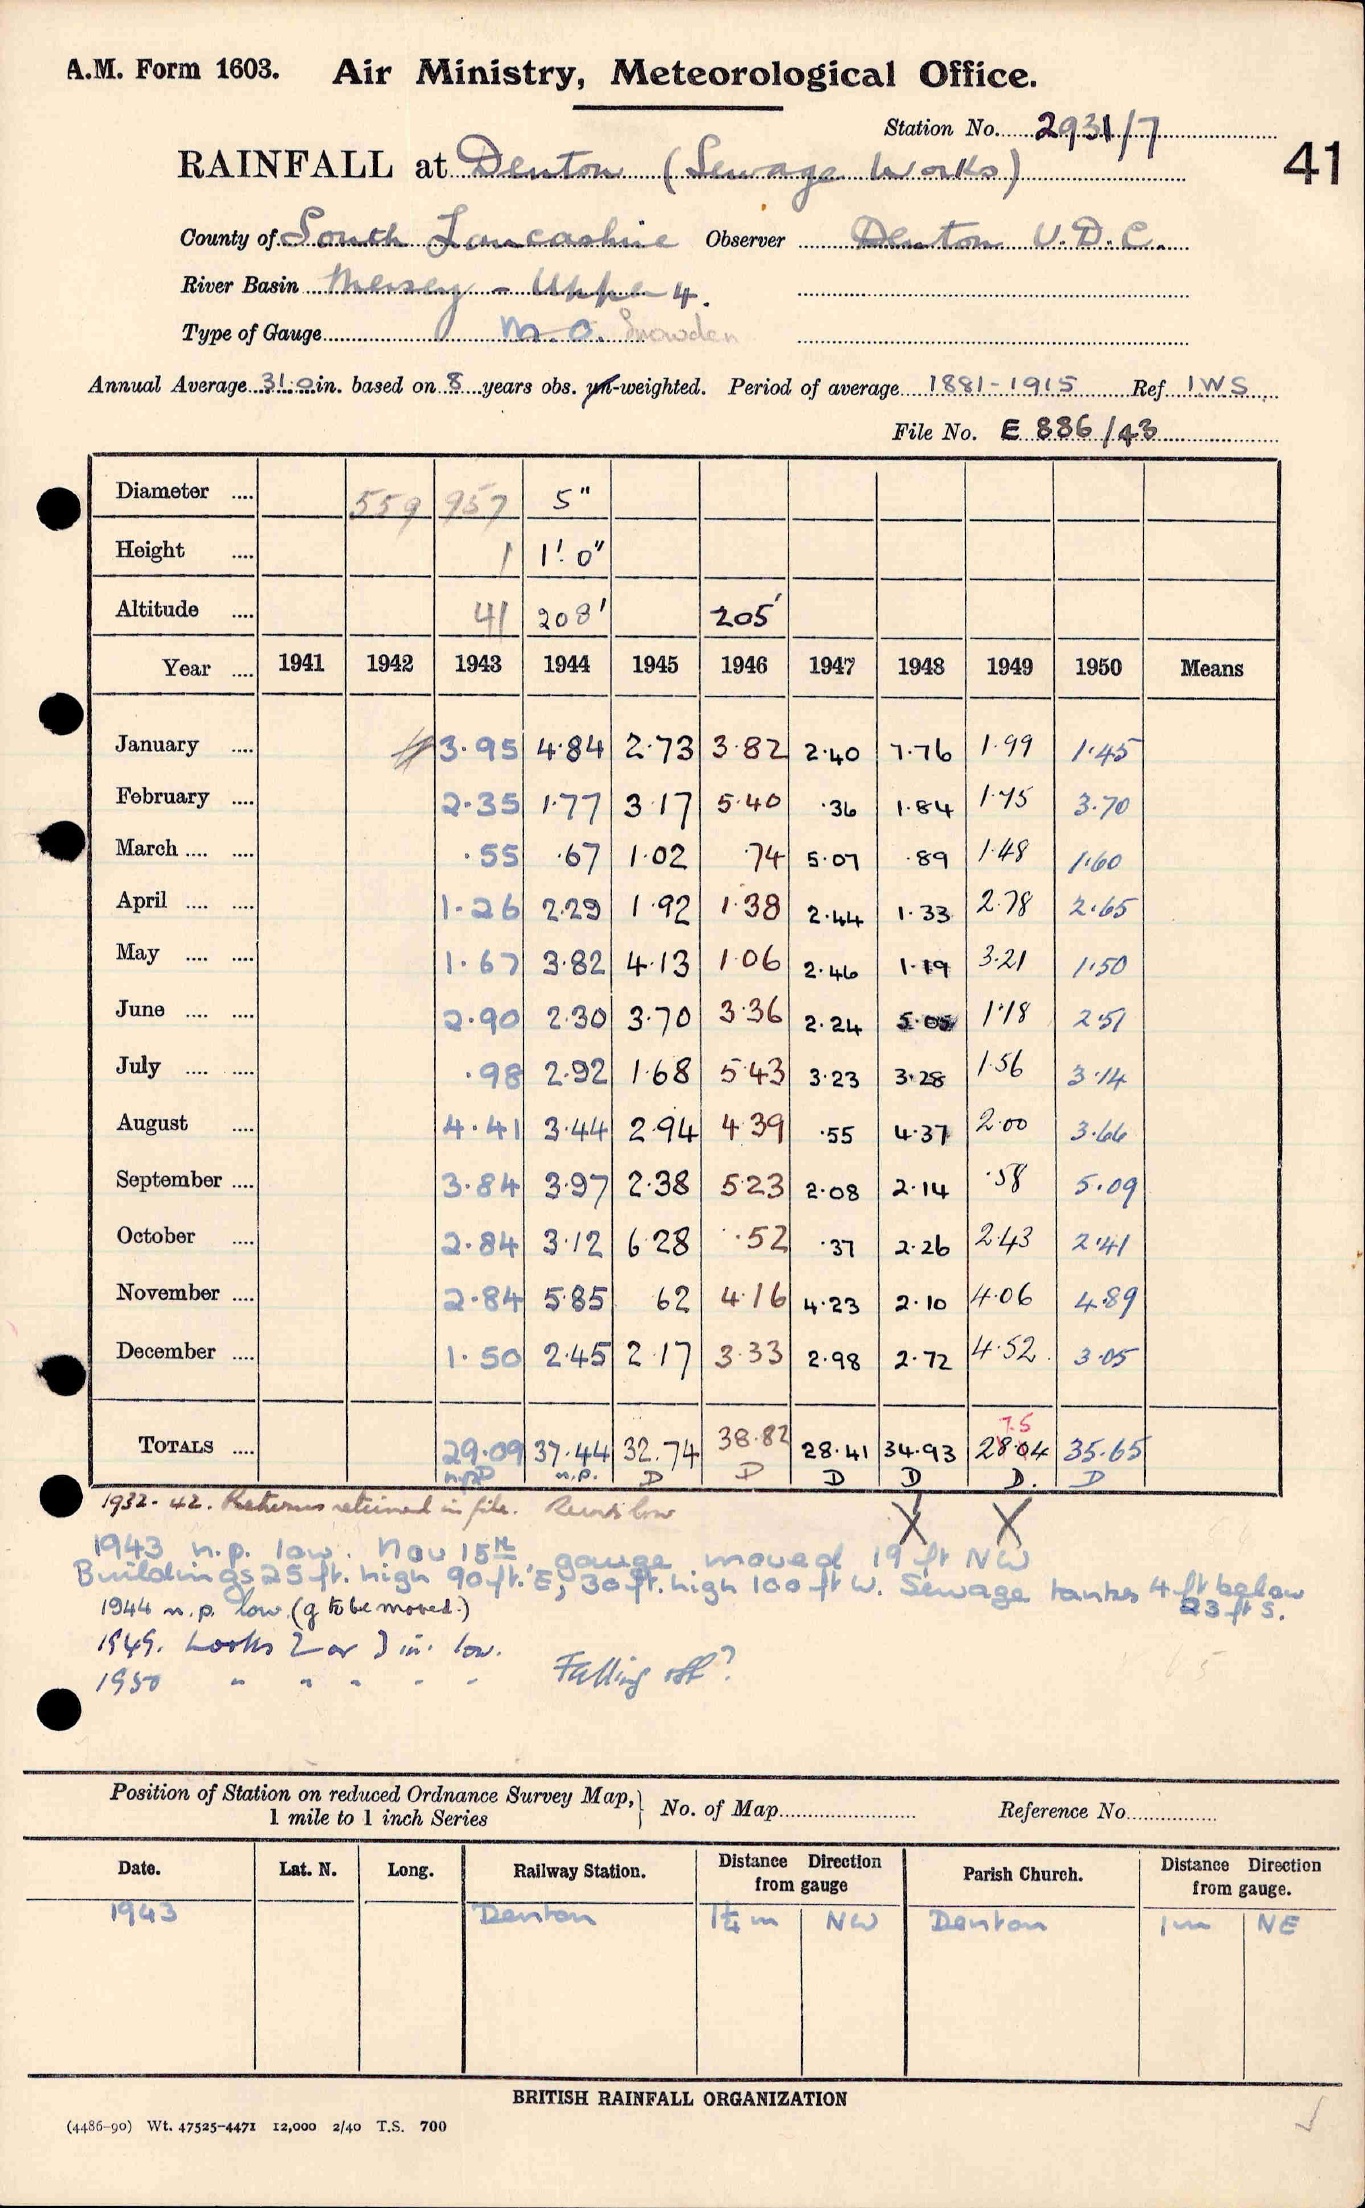 A.M. Form 1603. Air Ministry, Meteorological Office.
Station No. 2931/7
41
RAINFALL at Denton (Sewage Works)
County of South Lancashire Observer Denton U.D.C.
River Basin Mersey - Upper 4.
Type of Gauge M.O. Snowdon
Annual Average 31.0 in. based on 8 years obs. un-weighted. Period of average 1881-1915 Ref IWS
File No. E 886/43
Diameter .... 559 957 5"
Height .... 1 1'.0"
Altitude .... 41 208' 205'
Year .... 1941 1942 1943 1944 1945 1946 1947 1948 1949 1950 Means
January .... 3.95 4.84 2.73 3.82 2.40 7.76 1.99 1.45
February .... 2.35 1.77 3.17 5.40 .36 1.84 1.75 3.70
March .... .... .55 .67 1.02 .74 5.07 .89 1.48 1.60
April .... .... 1.26 2.29 1.92 1.38 2.44 1.33 2.78 2.65
May .... .... 1.67 3.82 4.13 1.06 2.46 1.19 3.21 1.50
June .... .... 2.90 2.30 3.70 3.36 2.24 5.05 1.18 2.51
July .... .... .98 2.92 1.68 5.43 3.23 3.28 1.56 3.14
August .... 4.41 3.44 2.94 4.39 .55 4.37 2.00 3.66
September .... 3.84 3.97 2.38 5.23 2.08 2.14 .58 5.09
October .... 2.84 3.12 6.28 .52 .37 2.26 2.43 2.41
November .... 2.84 5.85 62 4.16 4.23 2.10 4.06 4.89
December .... 1.50 2.45 2.17 3.33 2.98 2.72 4.52 3.05
7.5
TOTALS .... 29.09 37.44 32.74 38.82 28.41 34.93 28.04 35.65
n.p. D n.p. D D D D D. D
1932-42. Returns retained in file. Reads low
X X
1943 n.p. low. Nov 15th, gauge moved 19 ft NW
Buildings 25 ft. high 90 ft. E, 30 ft. high 100 ft W. Sewage tanks 4 ft below
23 ft S.
1944 n.p. low (g to be moved.)
1949. Looks 2 or 3 in. low.
1950 " " " " " Falling off?
Position of Station on reduced Ordnance Survey Map,
1 mile to 1 inch Series
No. of Map Reference No.
Date. Lat. N. Long. Railway Station. Distance Direction from gauge Parish Church. Distance Direction from gauge.
1943 Denton 1¼ m NW Denton 1 m NE
BRITISH RAINFALL ORGANIZATION
(4486-90) Wt. 47525-4471 12,000 2/40 T.S. 700